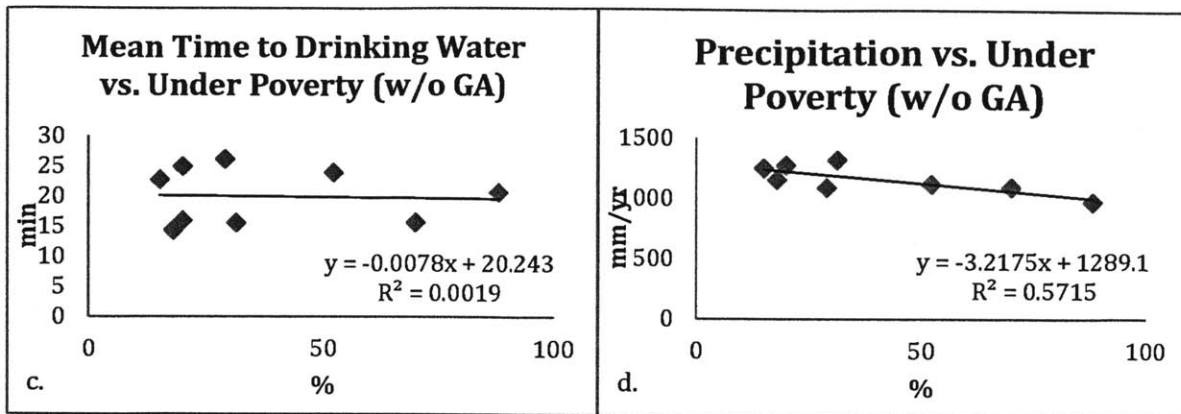 Mean Time to Drinking Water
vs. Under Poverty (w/o GA)
30
25
20
15
10
5
0
min
y = -0.0078x + 20.243
R² = 0.0019
0
50
100
%
c.
Precipitation vs. Under
Poverty (w/o GA)
1500
1000
500
0
mm/yr
y = -3.2175x + 1289.1
R² = 0.5715
0
50
100
%
d.